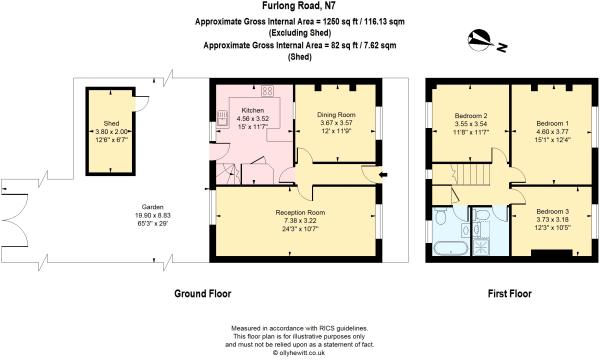 Furlong Road, N7
Approximate Gross Internal Area = 1250 sq ft / 116.13 sqm
(Excluding Shed)
Approximate Gross Internal Area = 82 sq ft / 7.62 sqm
(Shed)
N
Shed
3.80 x 2.00
12'6" x 6'7"
Kitchen
4.56 x 3.52
15' x 11'7"
Dining Room
3.67 x 3.57
12' x 11'9"
Bedroom 2
3.55 x 3.54
11'8" x 11'7"
Bedroom 1
4.60 x 3.77
15'1" x 12'4"
Garden
19.90 x 8.83
65'3" x 29'
Reception Room
7.38 x 3.22
24'3" x 10'7"
Bedroom 3
3.73 x 3.18
12'3" x 10'5"
Ground Floor
First Floor
Measured in accordance with RICS guidelines.
This floor plan is for illustrative purposes only
and must not be relied upon as a statement of fact.
© ollyhewitt.co.uk